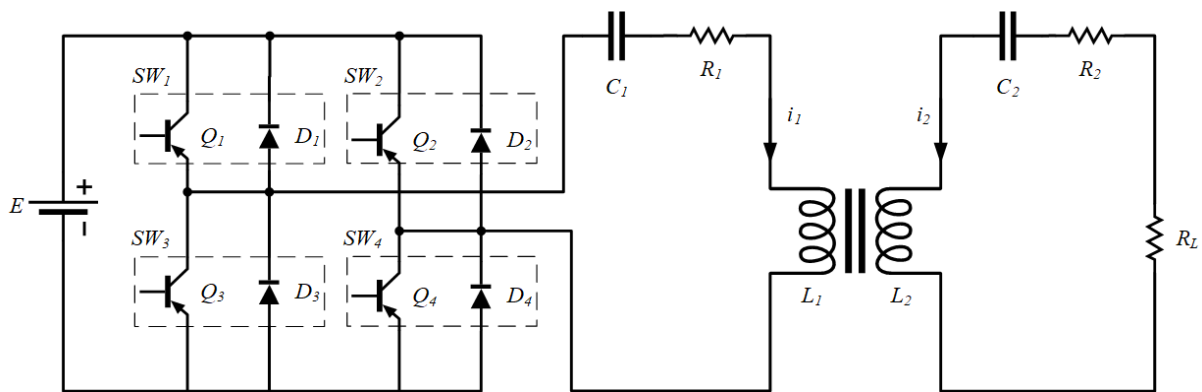 SW1 SW2
Q1 D1 Q2 D2
C1 R1
C2 R2
i1 i2
E + -
SW3 SW4
Q3 D3 Q4 D4
L1 L2
RL